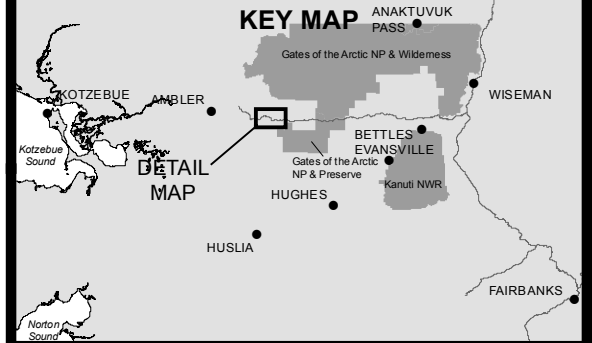 KEY MAP
ANAKTUVUK
PASS
Gates of the Arctic NP & Wilderness
KOTZEBUE
AMBLER
WISEMAN
Kotzebue
Sound
BETTLES
EVANSVILLE
DETAIL
MAP
Gates of the Arctic
NP & Preserve
Kanuti NWR
HUGHES
HUSLIA
FAIRBANKS
Norton
Sound